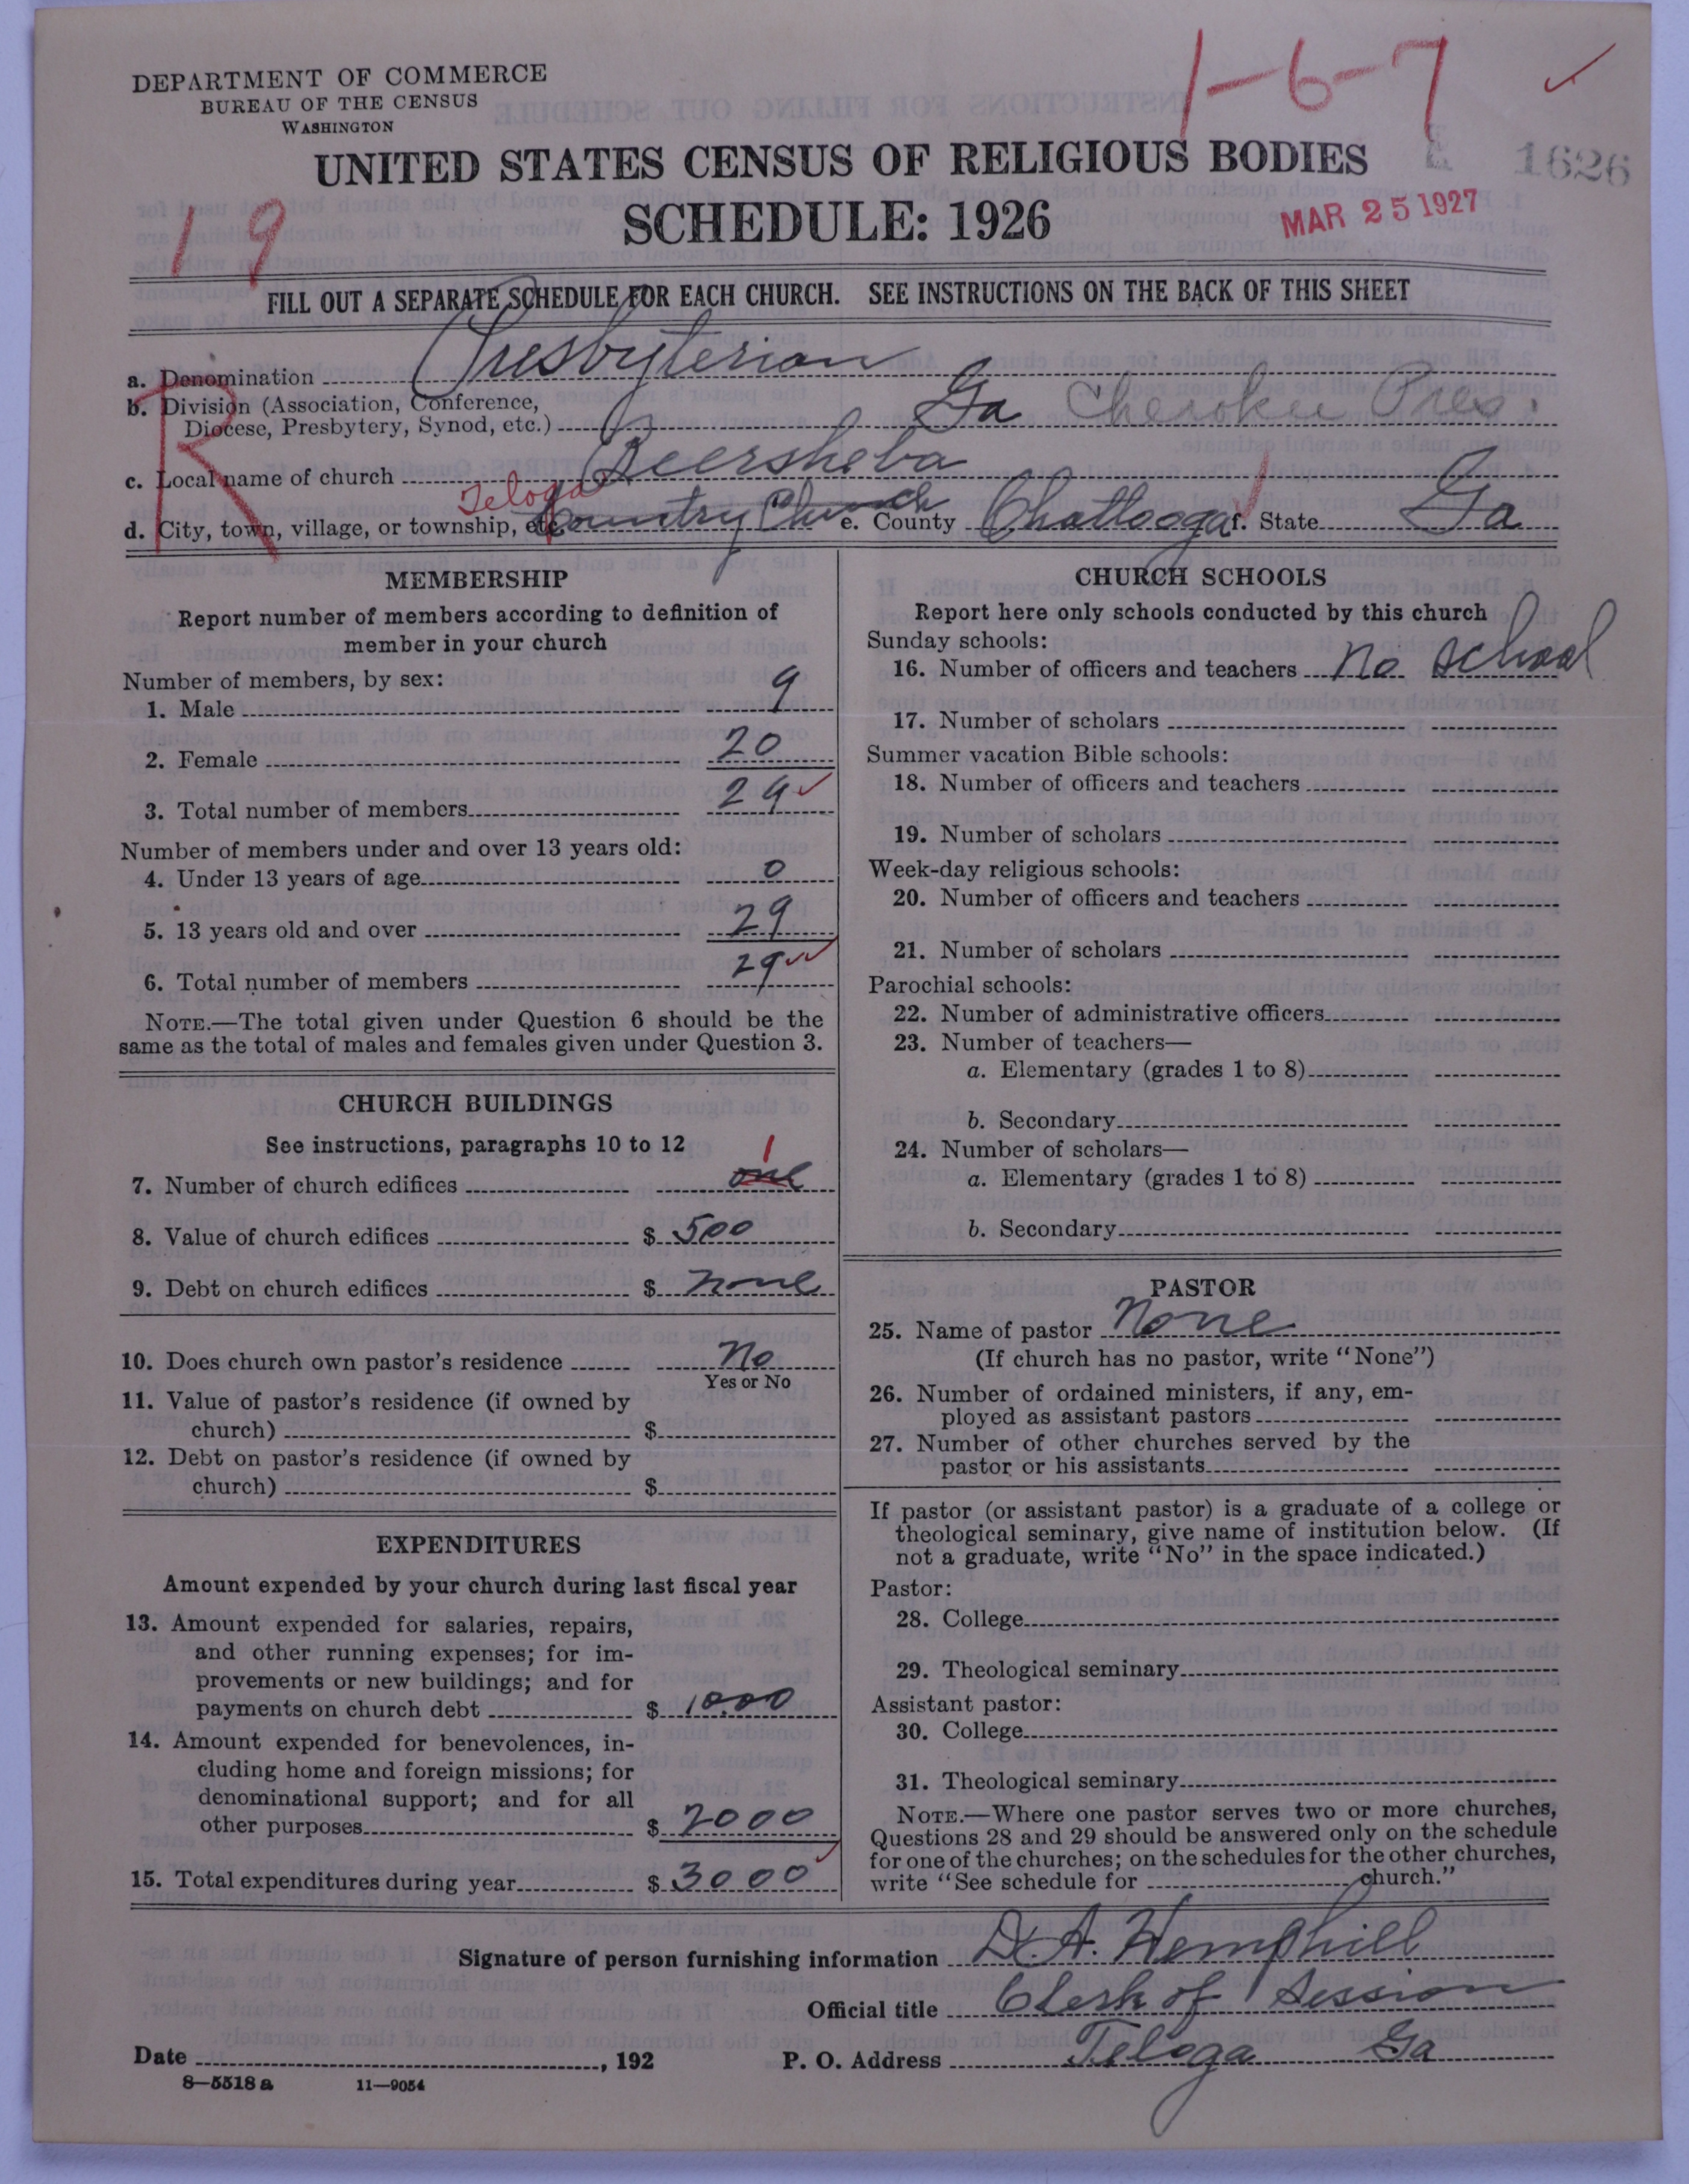 DEPARTMENT OF COMMERCE
BUREAU OF THE CENSUS
WASHINGTON
1-6-7
UNITED STATES CENSUS OF RELIGIOUS BODIES
1626
SCHEDULE: 1926
MAR 25 1927
19
FILL OUT A SEPARATE SCHEDULE FOR EACH CHURCH. SEE INSTRUCTIONS ON THE BACK OF THIS SHEET
R
a. Denomination Presbyterian
b. Division (Association, Conference,
Diocese, Presbytery, Synod, etc.) Ga Cherokee Pres.
c. Local name of church Beersheba
Teloga
d. City, town, village, or township, etc. Country Church e. County Chattooga f. State Ga
MEMBERSHIP
Report number of members according to definition of
member in your church
Number of members, by sex:
1. Male 9
2. Female 20
3. Total number of members 29
Number of members under and over 13 years old:
4. Under 13 years of age 0
5. 13 years old and over 29
6. Total number of members 29
NOTE.—The total given under Question 6 should be the
same as the total of males and females given under Question 3.
CHURCH BUILDINGS
See instructions, paragraphs 10 to 12
1
7. Number of church edifices one
8. Value of church edifices $ 500
9. Debt on church edifices $ none
10. Does church own pastor's residence No
Yes or No
11. Value of pastor's residence (if owned by
church) $
12. Debt on pastor's residence (if owned by
church) $
EXPENDITURES
Amount expended by your church during last fiscal year
13. Amount expended for salaries, repairs,
and other running expenses; for im-
provements or new buildings; and for
payments on church debt $ 10.00
14. Amount expended for benevolences, in-
cluding home and foreign missions; for
denominational support; and for all
other purposes $ 2000
15. Total expenditures during year $ 3000
CHURCH SCHOOLS
Report here only schools conducted by this church
Sunday schools:
16. Number of officers and teachers no school
17. Number of scholars
Summer vacation Bible schools:
18. Number of officers and teachers
19. Number of scholars
Week-day religious schools:
20. Number of officers and teachers
21. Number of scholars
Parochial schools:
22. Number of administrative officers
23. Number of teachers—
a. Elementary (grades 1 to 8)
b. Secondary
24. Number of scholars—
a. Elementary (grades 1 to 8)
b. Secondary
PASTOR
25. Name of pastor None
(If church has no pastor, write "None")
26. Number of ordained ministers, if any, em-
ployed as assistant pastors
27. Number of other churches served by the
pastor or his assistants
If pastor (or assistant pastor) is a graduate of a college or
theological seminary, give name of institution below. (If
not a graduate, write "No" in the space indicated.)
Pastor:
28. College
29. Theological seminary
Assistant pastor:
30. College
31. Theological seminary
NOTE.—Where one pastor serves two or more churches,
Questions 28 and 29 should be answered only on the schedule
for one of the churches; on the schedules for the other churches,
write "See schedule for church."
Signature of person furnishing information D. A. Hemphill
Official title Clerk of Session
Date , 192 P. O. Address Teloga Ga
8—5518 a 11—9054